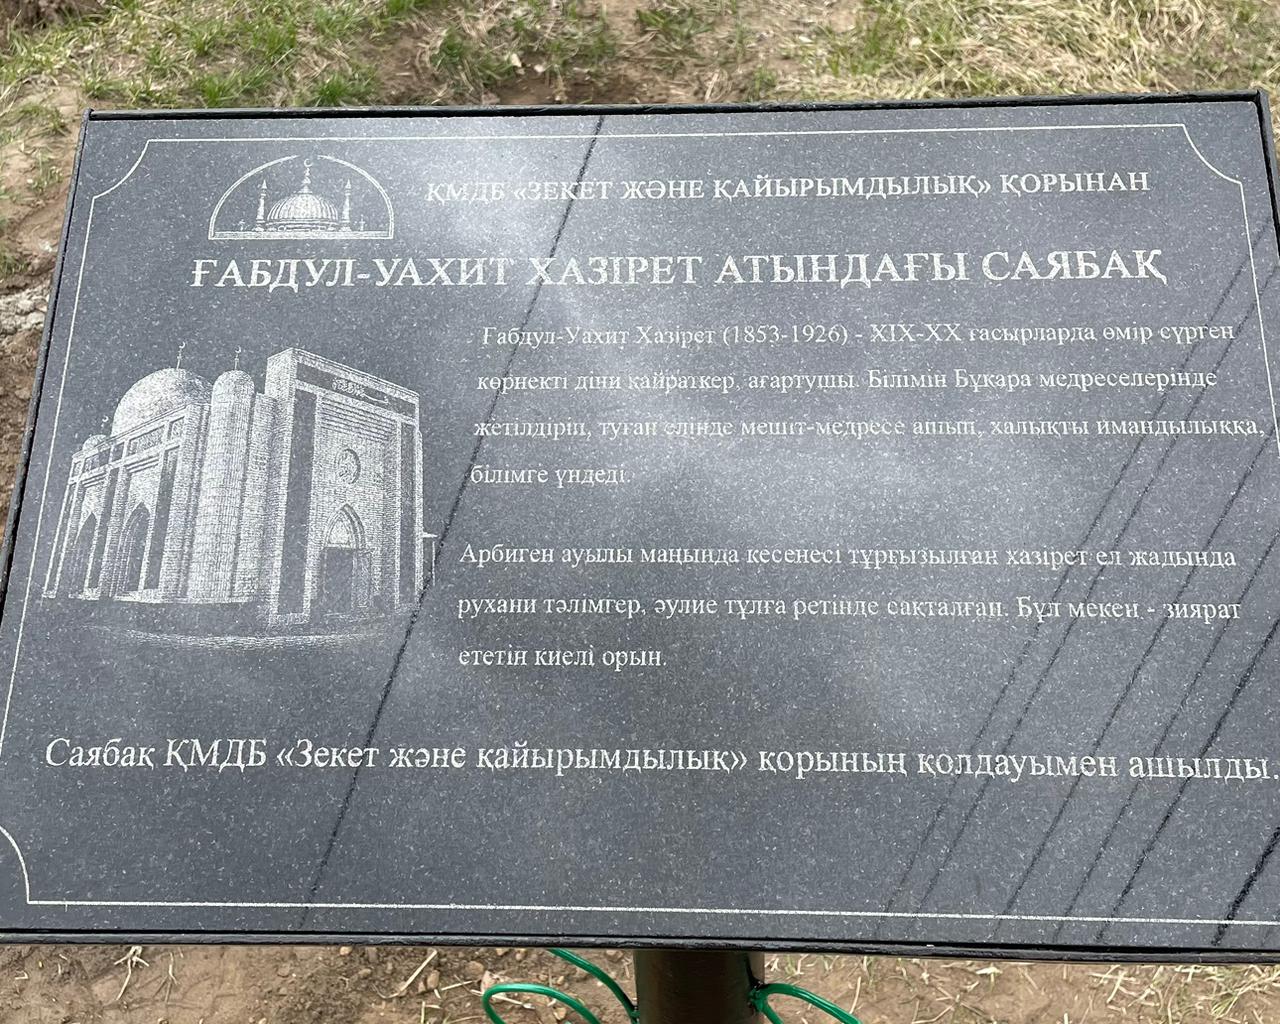 ҚМДБ «ЗЕКЕТ ЖӘНЕ ҚАЙЫРЫМДЫЛЫҚ» ҚОРЫНАН
ҒАБДУЛ-УАХИТ ХАЗІРЕТ АТЫНДАҒЫ САЯБАҚ
Ғабдул-Уахит Хазірет (1853-1926) - XIX-XX ғасырларда өмір сүрген
көрнекті діни қайраткер, ағартушы. Білімін Бұқара медреселерінде
жетілдіріп, туған елінде мешіт-медресе ашып, халықты имандылыққа,
білімге үндеді.
Арбиген ауылы маңында кесенесі тұрғызылған хазірет ел жадында
рухани тәлімгер, әулие тұлға ретінде сақталған. Бұл мекен - зиярат
ететін киелі орын.
Саябақ ҚМДБ «Зекет және қайырымдылық» қорының қолдауымен ашылды.